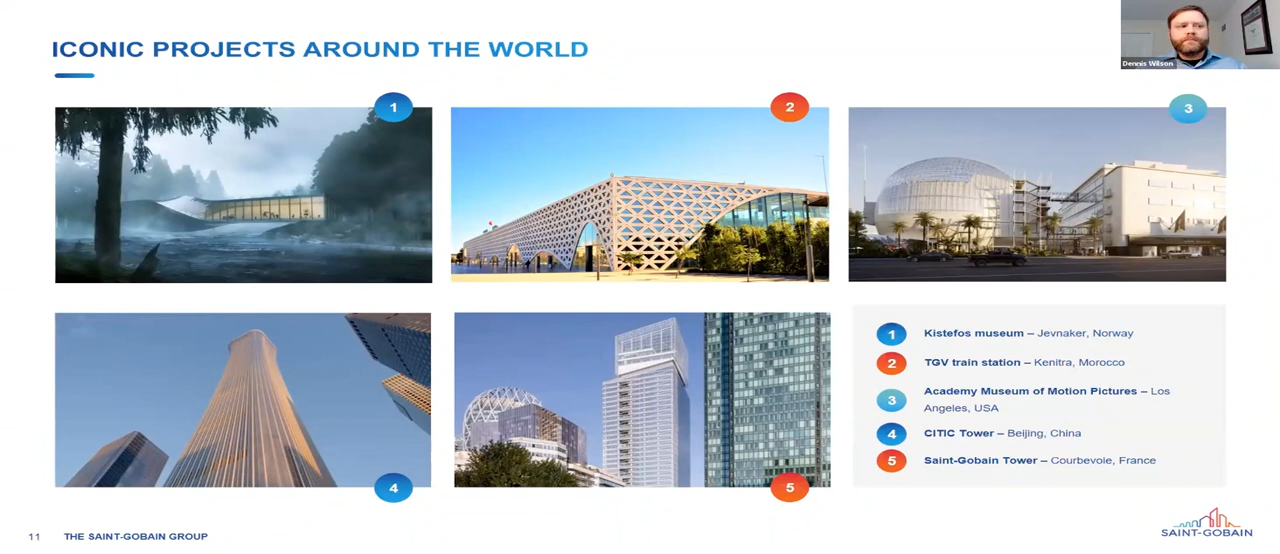 ICONIC PROJECTS AROUND THE WORLD
Dennis Wilson
1
2
3
4
5
1 Kistefos museum – Jevnaker, Norway
2 TGV train station – Kenitra, Morocco
3 Academy Museum of Motion Pictures – Los
Angeles, USA
4 CITIC Tower – Beijing, China
5 Saint-Gobain Tower – Courbevoie, France
11 THE SAINT-GOBAIN GROUP
SAINT-GOBAIN